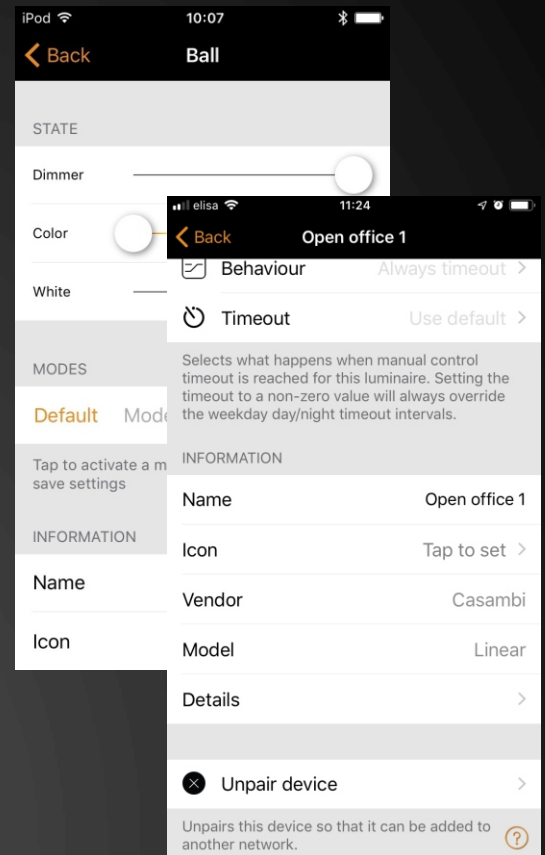 iPod 10:07
Back Ball
STATE
Dimmer
Color
White
MODES
Default Mode
Tap to activate a m
save settings
INFORMATION
Name
Icon
elisa 11:24
Back Open office 1
Behaviour Always timeout
Timeout Use default
Selects what happens when manual control
timeout is reached for this luminaire. Setting the
timeout to a non-zero value will always override
the weekday day/night timeout intervals.
INFORMATION
Name Open office 1
Icon Tap to set
Vendor Casambi
Model Linear
Details
Unpair device
Unpairs this device so that it can be added to
another network. ?